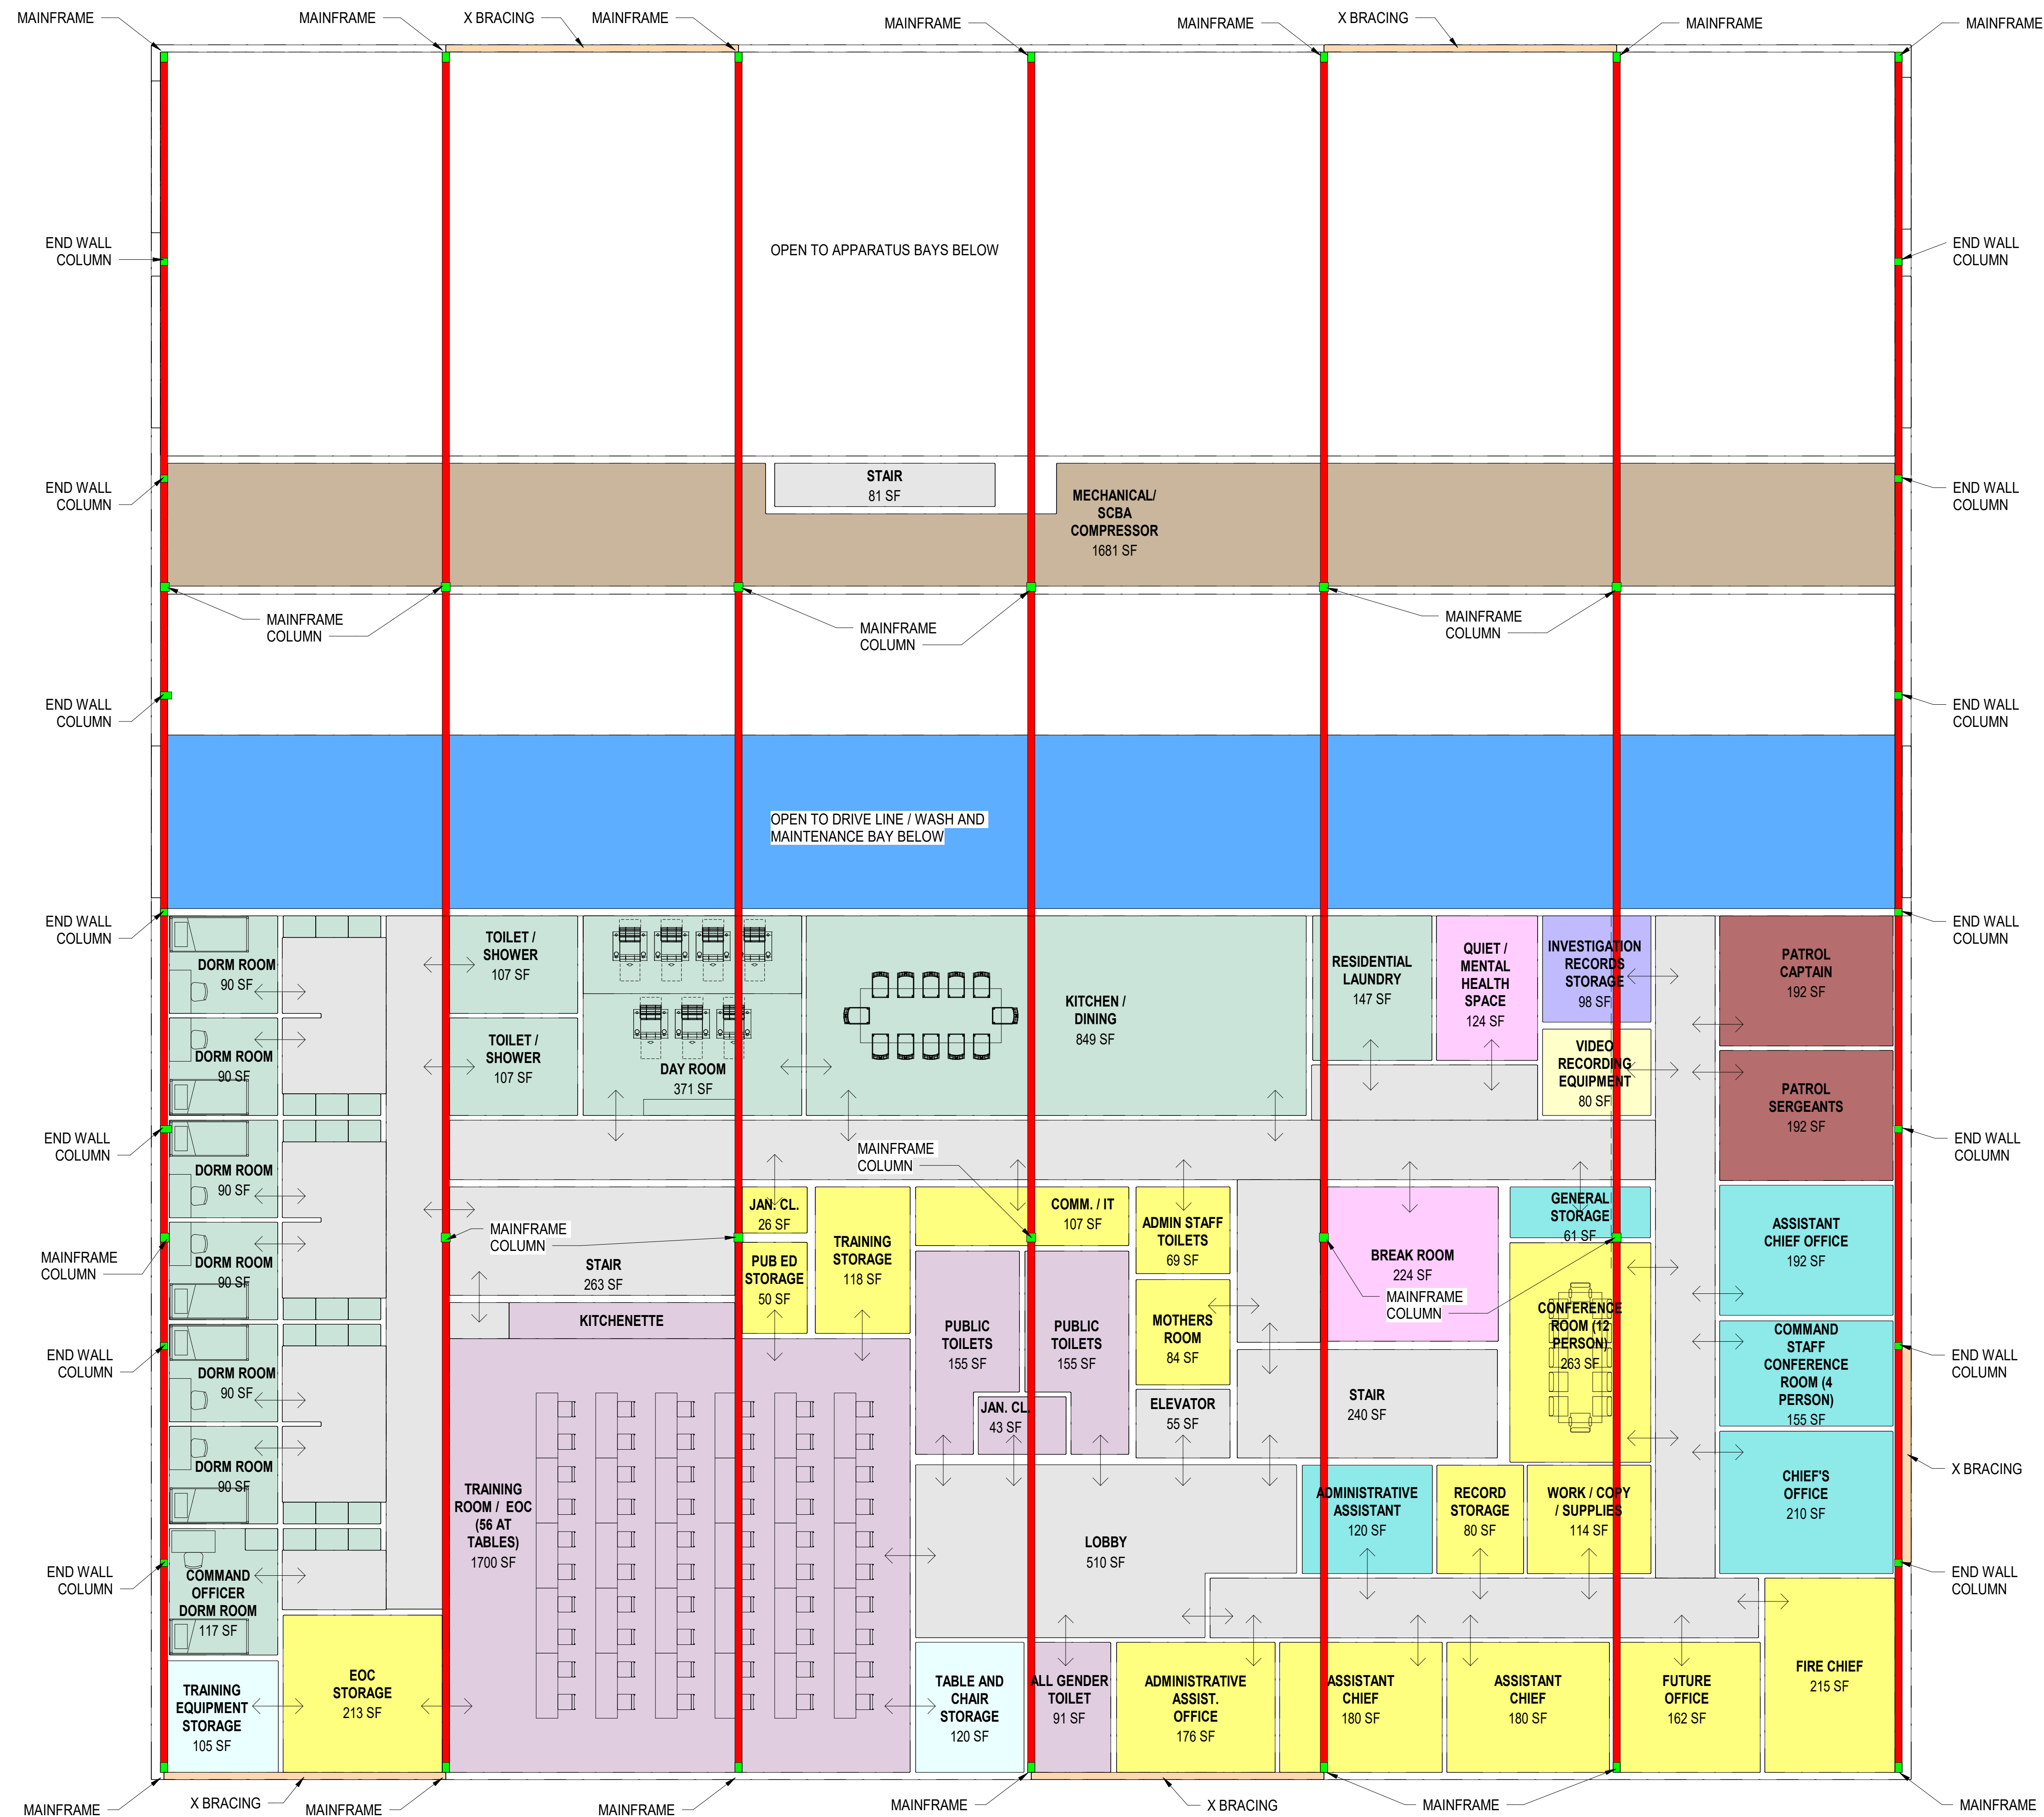 MAINFRAME
MAINFRAME
X BRACING
MAINFRAME
MAINFRAME
MAINFRAME
X BRACING
MAINFRAME
MAINFRAME
END WALL
COLUMN
OPEN TO APPARATUS BAYS BELOW
END WALL
COLUMN
END WALL
COLUMN
STAIR
81 SF
MECHANICAL/
SCBA
COMPRESSOR
1681 SF
END WALL
COLUMN
MAINFRAME
COLUMN
MAINFRAME
COLUMN
MAINFRAME
COLUMN
END WALL
COLUMN
END WALL
COLUMN
OPEN TO DRIVE LINE / WASH AND
MAINTENANCE BAY BELOW
END WALL
COLUMN
END WALL
COLUMN
DORM ROOM
90 SF
TOILET /
SHOWER
107 SF
KITCHEN /
DINING
849 SF
RESIDENTIAL
LAUNDRY
147 SF
QUIET /
MENTAL
HEALTH
SPACE
124 SF
INVESTIGATION
RECORDS
STORAGE
98 SF
PATROL
CAPTAIN
192 SF
DORM ROOM
90 SF
TOILET /
SHOWER
107 SF
DAY ROOM
371 SF
VIDEO
RECORDING
EQUIPMENT
80 SF
PATROL
SERGEANTS
192 SF
END WALL
COLUMN
MAINFRAME
COLUMN
END WALL
COLUMN
DORM ROOM
90 SF
MAINFRAME
COLUMN
STAIR
263 SF
JAN. CL.
26 SF
TRAINING
STORAGE
118 SF
COMM. / IT
107 SF
ADMIN STAFF
TOILETS
69 SF
BREAK ROOM
224 SF
GENERAL
STORAGE
61 SF
ASSISTANT
CHIEF OFFICE
192 SF
MAINFRAME
COLUMN
DORM ROOM
90 SF
PUB ED
STORAGE
50 SF
MAINFRAME
COLUMN
KITCHENETTE
PUBLIC
TOILETS
155 SF
PUBLIC
TOILETS
155 SF
MOTHERS
ROOM
84 SF
CONFERENCE
ROOM (12
PERSON)
263 SF
COMMAND
STAFF
CONFERENCE
ROOM (4
PERSON)
155 SF
END WALL
COLUMN
END WALL
COLUMN
DORM ROOM
90 SF
JAN. CL.
43 SF
ELEVATOR
55 SF
STAIR
240 SF
DORM ROOM
90 SF
TRAINING
ROOM / EOC
(56 AT
TABLES)
1700 SF
LOBBY
510 SF
ADMINISTRATIVE
ASSISTANT
120 SF
RECORD
STORAGE
80 SF
WORK / COPY
/ SUPPLIES
114 SF
CHIEF'S
OFFICE
210 SF
X BRACING
END WALL
COLUMN
COMMAND
OFFICER
DORM ROOM
117 SF
END WALL
COLUMN
TRAINING
EQUIPMENT
STORAGE
105 SF
EOC
STORAGE
213 SF
TABLE AND
CHAIR
STORAGE
120 SF
ALL GENDER
TOILET
91 SF
ADMINISTRATIVE
ASSIST.
OFFICE
176 SF
ASSISTANT
CHIEF
180 SF
ASSISTANT
CHIEF
180 SF
FUTURE
OFFICE
162 SF
FIRE CHIEF
215 SF
MAINFRAME
X BRACING
MAINFRAME
MAINFRAME
MAINFRAME
X BRACING
MAINFRAME
MAINFRAME